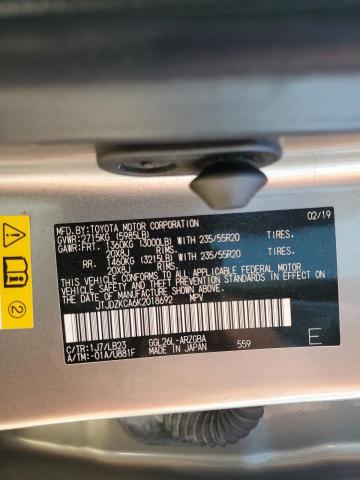 MFD.BY:TOYOTA MOTOR CORPORATION 02/19
GVWR:2715KG (5985LB)
GAWR:FRT. 1360KG (3000LB) WITH 235/55R20 TIRES,
20X8J RIMS,
RR. 1460KG (3215LB) WITH 235/55R20 TIRES,
20X8J RIMS,
THIS VEHICLE CONFORMS TO ALL APPLICABLE FEDERAL MOTOR
VEHICLE SAFETY STANDARDS IN EFFECT ON THE DATE OF
MANUFACTURE SHOWN ABOVE.
JTJDZKCA6K2018692 MPV
C/TR:1J7/LB23 GGL26L-ARZGBA
A/TM:-01A/U881F MADE IN JAPAN 559 E
2